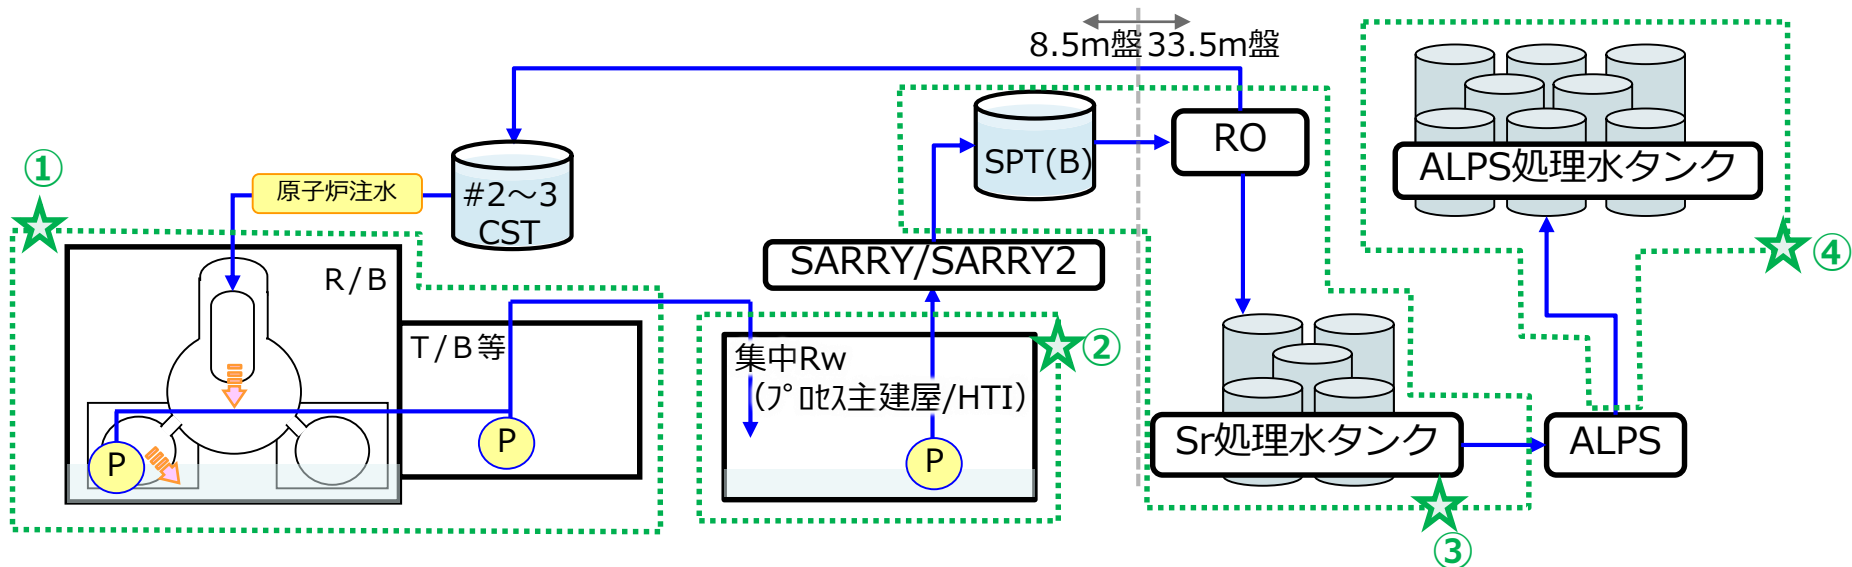 8.5m盤 33.5m盤
①
原子炉注水
#2～3
CST
SPT(B)
RO
ALPS処理水タンク
④
R/B
T/B等
SARRY/SARRY2
②
集中Rw
（ﾌﾟﾛｾｽ主建屋/HTI）
P
P
P
Sr処理水タンク
ALPS
③